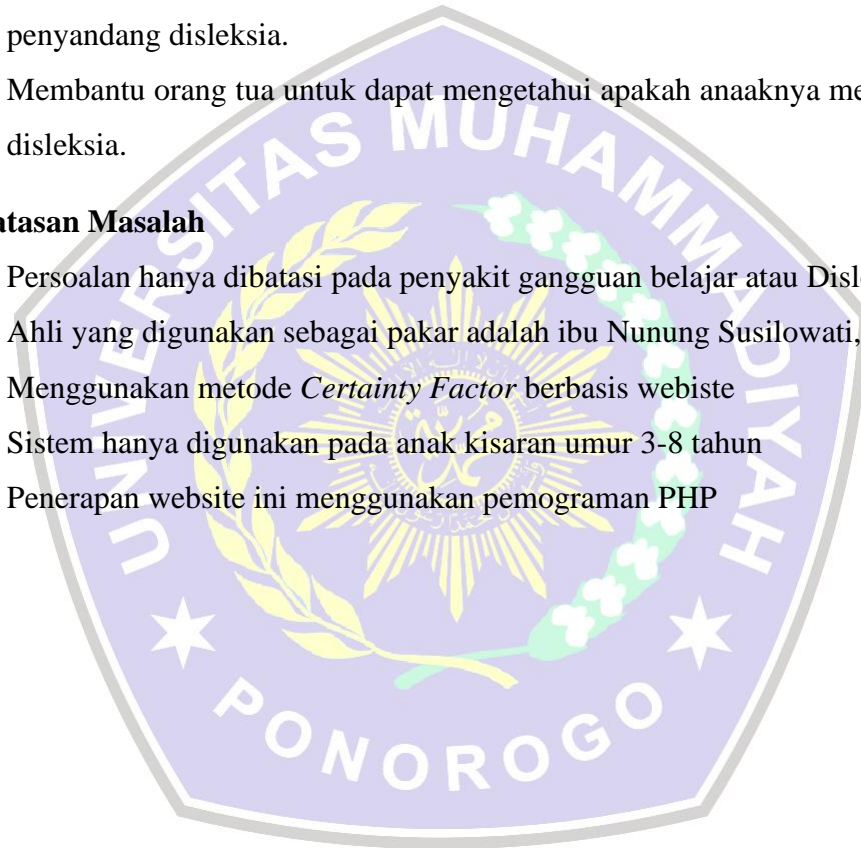 penyandang disleksia.
Membantu orang tua untuk dapat mengetahui apakah anaaknya me
disleksia.
atasan Masalah
Persoalan hanya dibatasi pada penyakit gangguan belajar atau Disl
Ahli yang digunakan sebagai pakar adalah ibu Nunung Susilowati,
Menggunakan metode Certainty Factor berbasis webiste
Sistem hanya digunakan pada anak kisaran umur 3-8 tahun
Penerapan website ini menggunakan pemograman PHP
UNIVERSITAS MUHAMMADIYAH
PONOROGO